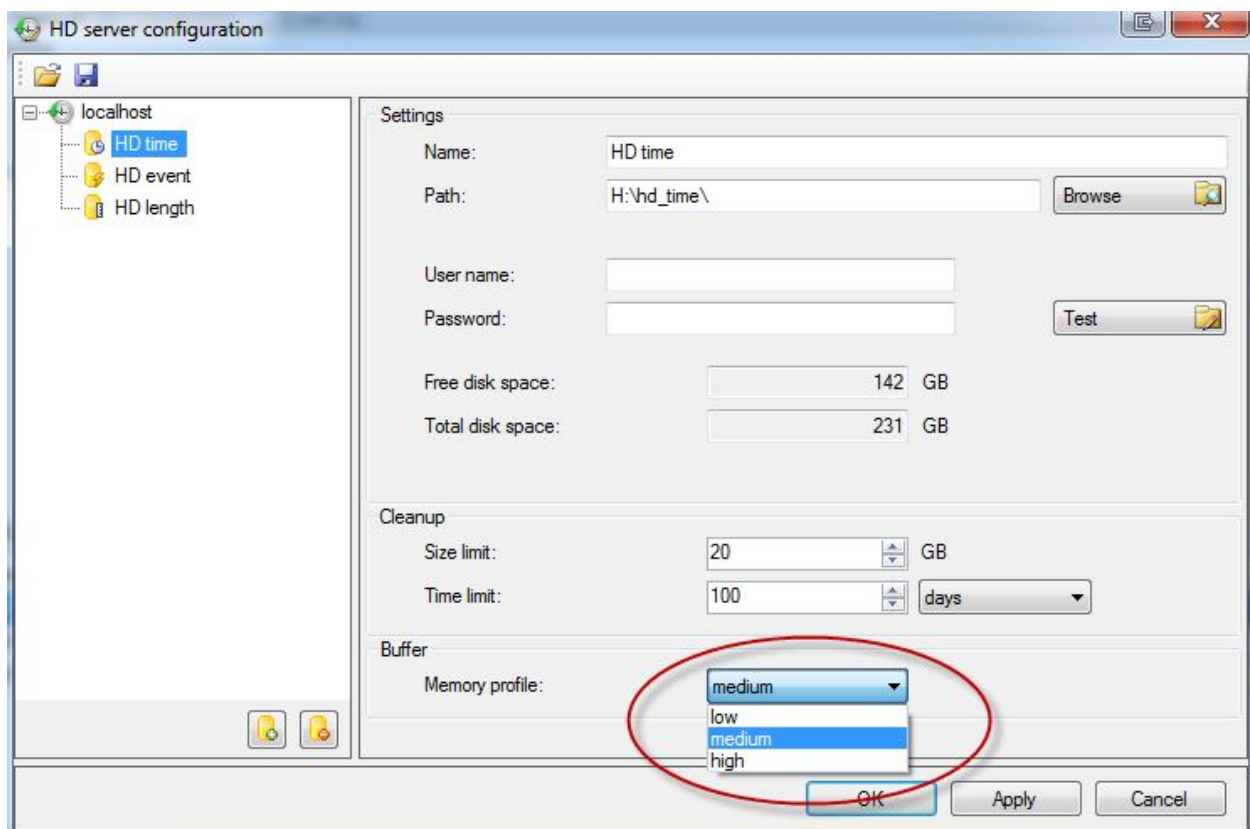 HD server configuration
localhost
HD time
HD event
HD length
Settings
Name: HD time
Path: H:\hd_time\ Browse
User name:
Password: Test
Free disk space: 142 GB
Total disk space: 231 GB
Cleanup
Size limit: 20 GB
Time limit: 100 days
Buffer
Memory profile: medium
low
medium
high
OK Apply Cancel